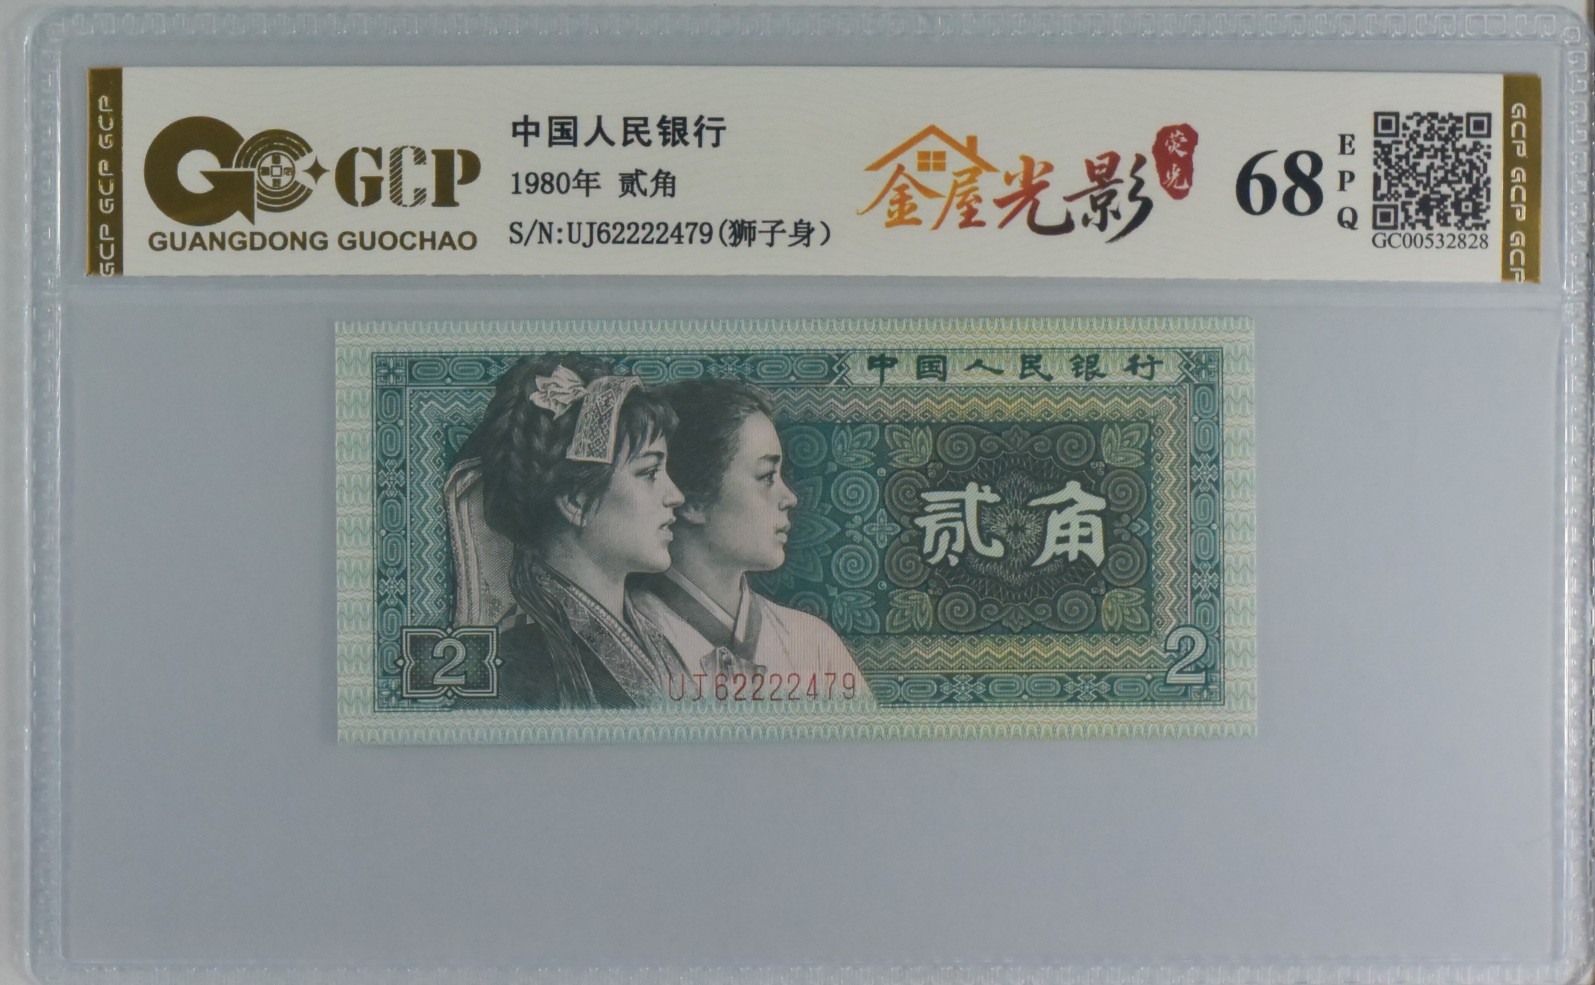 GCP
GUANGDONG GUOCHAO
中国人民银行
1980年 贰角
S/N:UJ62222479(狮子身)
金屋光影
荧光
68
EPQ
GC00532828
GCP GCP GCP
GCP GCP GCP
中国人民银行
贰角
2
2
UJ62222479